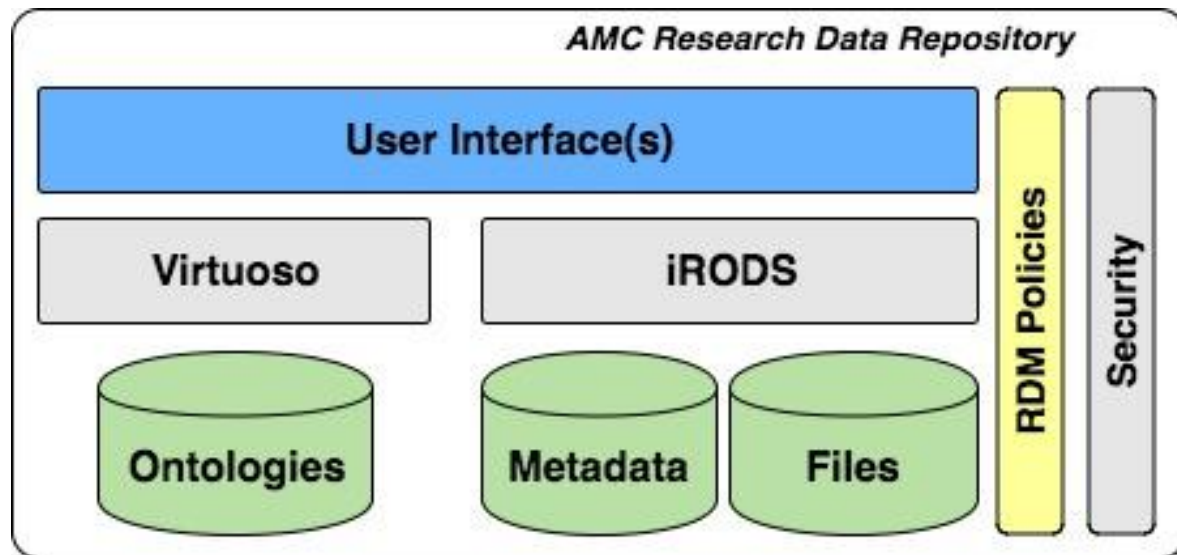 AMC Research Data Repository
User Interface(s)
Virtuoso
iRODS
Ontologies
Metadata
Files
RDM Policies
Security